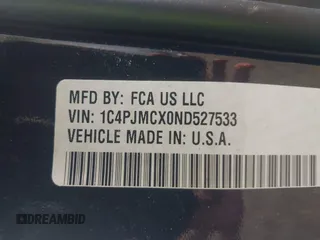 MFD BY: FCA US LLC
VIN: 1C4PJMCX0ND527533
VEHICLE MADE IN: U.S.A.
DREAMBID